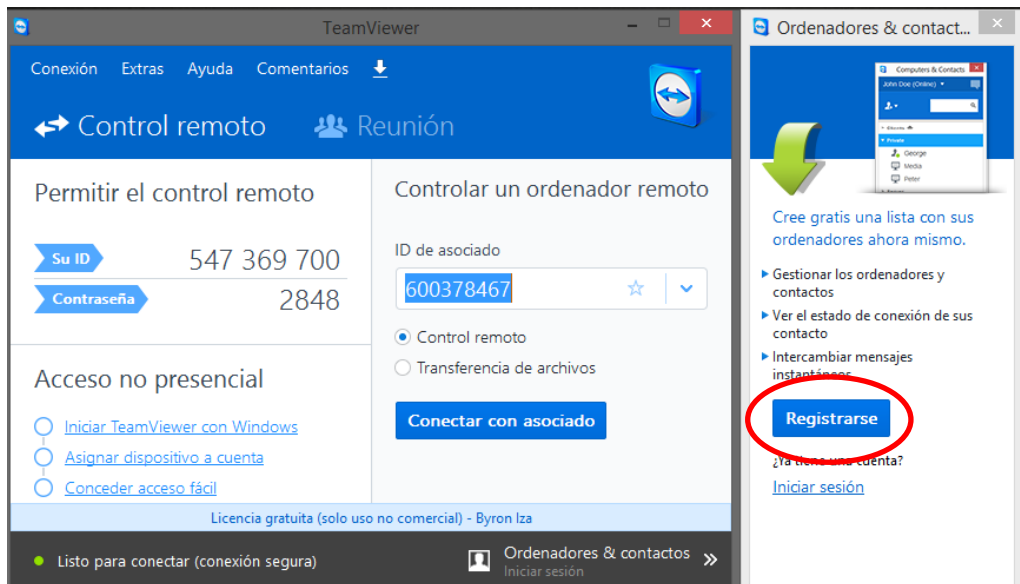 TeamViewer
Conexión Extras Ayuda Comentarios
Control remoto Reunión
Permitir el control remoto
Su ID 547 369 700
Contraseña 2848
Acceso no presencial
Iniciar TeamViewer con Windows
Asignar dispositivo a cuenta
Conceder acceso fácil
Controlar un ordenador remoto
ID de asociado
600378467
Control remoto
Transferencia de archivos
Conectar con asociado
Licencia gratuita (solo uso no comercial) - Byron Iza
Listo para conectar (conexión segura)
Ordenadores & contactos
Iniciar sesión
Ordenadores & contact...
Computers & Contacts
John Doe (Online)
Private
George
Media
Peter
Cree gratis una lista con sus
ordenadores ahora mismo.
Gestionar los ordenadores y
contactos
Ver el estado de conexión de sus
contacto
Intercambiar mensajes
instantáneos
Registrarse
¿Ya tiene una cuenta?
Iniciar sesión